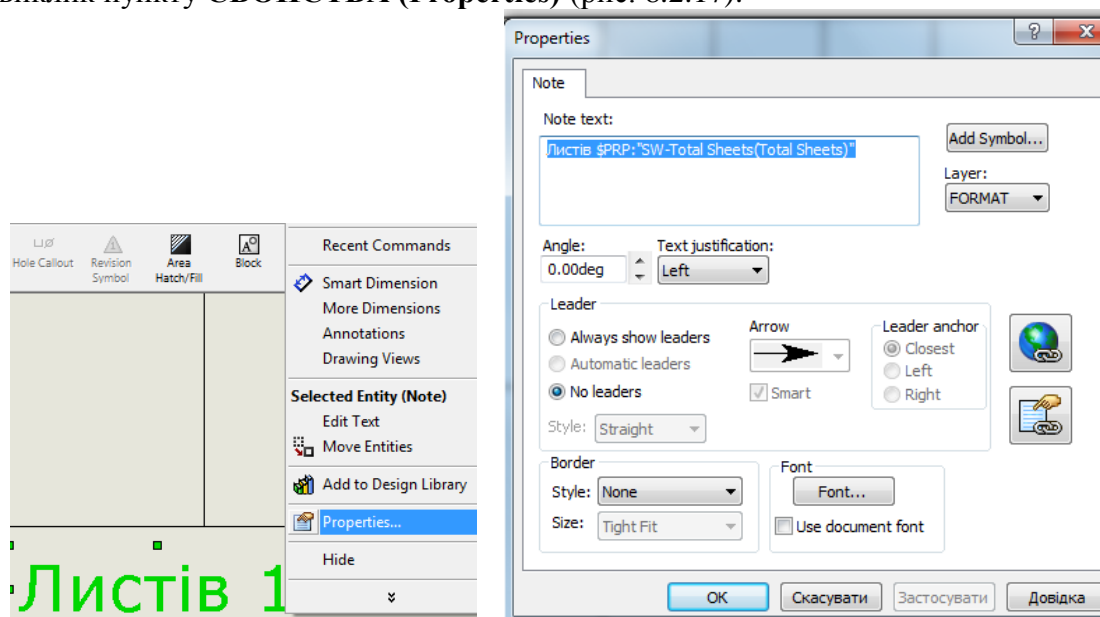 виклик пункту СВОЙСТВА (Properties) (рис. 8.2.17).
Hole Callout
Revision Symbol
Area Hatch/Fill
Block
Recent Commands
Smart Dimension
More Dimensions
Annotations
Drawing Views
Selected Entity (Note)
Edit Text
Move Entities
Add to Design Library
Properties...
Hide
Листів 1
Properties
Note
Note text:
Листів $PRP:"SW-Total Sheets(Total Sheets)"
Add Symbol...
Layer:
FORMAT
Angle:
0.00deg
Text justification:
Left
Leader
Always show leaders
Automatic leaders
No leaders
Style: Straight
Arrow
Smart
Leader anchor
Closest
Left
Right
Border
Style: None
Size: Tight Fit
Font
Font...
Use document font
OK
Скасувати
Застосувати
Довідка